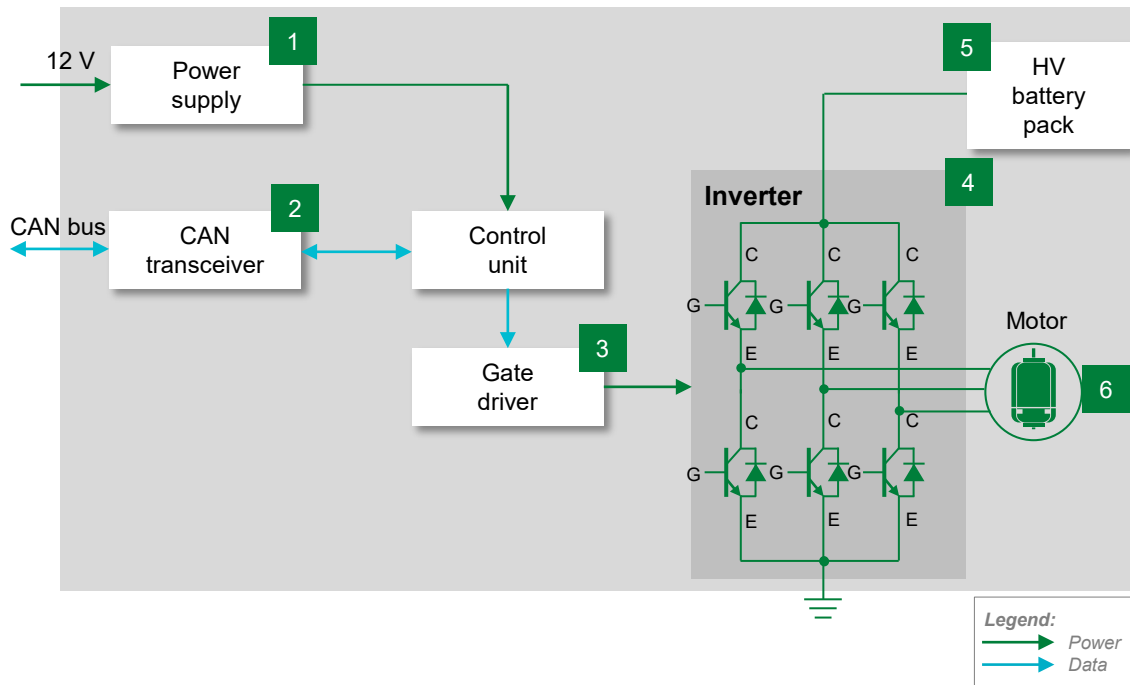 1
12 V
Power
supply
5
HV
battery
pack
4
Inverter
2
CAN bus
CAN
transceiver
Control
unit
C
C
C
G
G
G
E
E
E
3
Gate
driver
Motor
6
C
C
C
G
G
G
E
E
E
Legend:
Power
Data